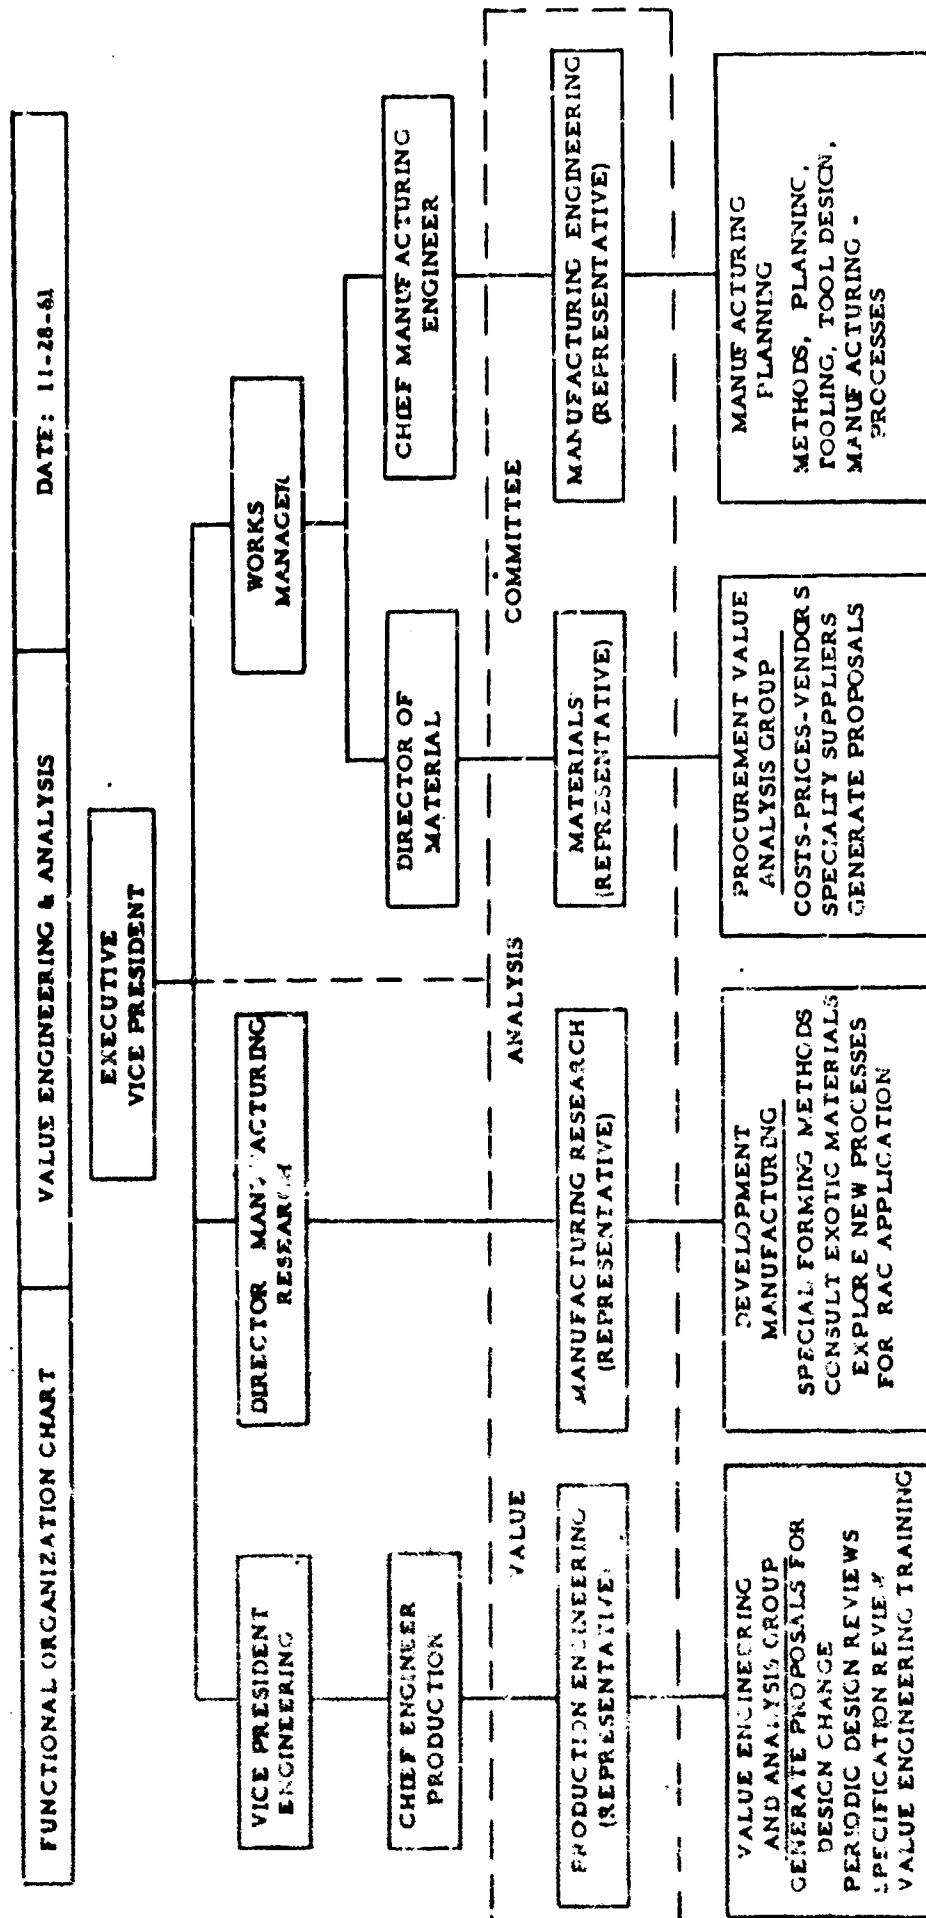 FUNCTIONAL ORGANIZATION CHART
VALUE ENGINEERING & ANALYSIS
DATE: 11-28-61
EXECUTIVE
VICE PRESIDENT
VICE PRESIDENT
ENGINEERING
DIRECTOR MANUFACTURING
RESEARCH
WORKS
MANAGER
CHIEF ENGINEER
PRODUCTION
DIRECTOR OF
MATERIAL
CHIEF MANUFACTURING
ENGINEER
VALUE
ANALYSIS
COMMITTEE
PRODUCTION ENGINEERING
(REPRESENTATIVE)
MANUFACTURING RESEARCH
(REPRESENTATIVE)
MATERIALS
(REPRESENTATIVE)
MANUFACTURING ENGINEERING
(REPRESENTATIVE)
VALUE ENGINEERING
AND ANALYSIS GROUP
GENERATE PROPOSALS FOR
DESIGN CHANGE
PERIODIC DESIGN REVIEWS
SPECIFICATION REVIEW
VALUE ENGINEERING TRAINING
DEVELOPMENT
MANUFACTURING
SPECIAL FORMING METHODS
CONSULT EXOTIC MATERIALS
EXPLORE NEW PROCESSES
FOR RAC APPLICATION
PROCUREMENT VALUE
ANALYSIS GROUP
COSTS-PRICES-VENDORS
SPECIALTY SUPPLIERS
GENERATE PROPOSALS
MANUFACTURING
PLANNING
METHODS, PLANNING,
TOOLING, TOOL DESIGN,
MANUFACTURING -
PROCESSES